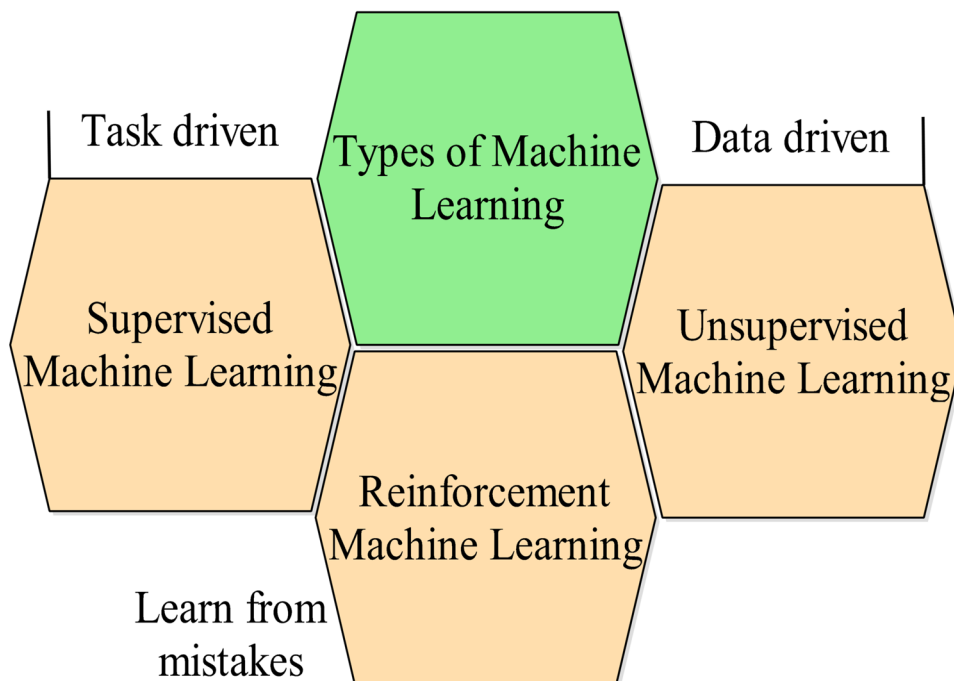 Types of Machine
Learning
Task driven
Data driven
Supervised
Machine Learning
Unsupervised
Machine Learning
Reinforcement
Machine Learning
Learn from
mistakes